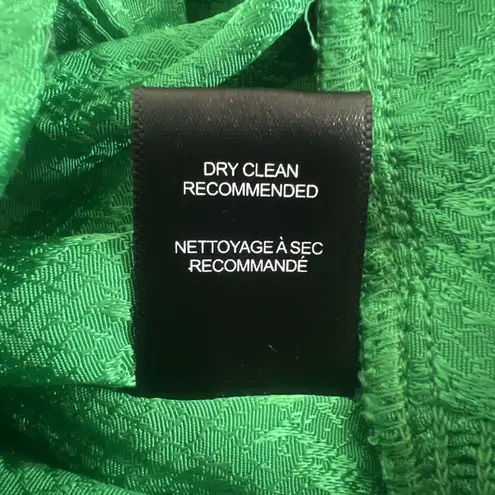 DRY CLEAN
RECOMMENDED
NETTOYAGE À SEC
RECOMMANDÉ